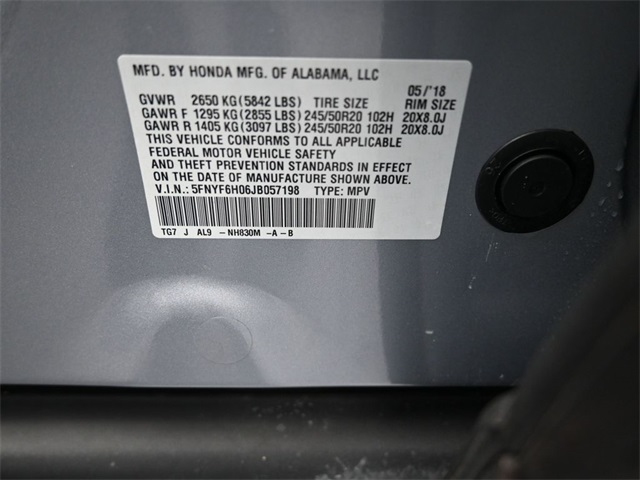 MFD. BY HONDA MFG. OF ALABAMA, LLC
05/'18
GVWR 2650 KG (5842 LBS) TIRE SIZE RIM SIZE
GAWR F 1295 KG (2855 LBS) 245/50R20 102H 20X8.0J
GAWR R 1405 KG (3097 LBS) 245/50R20 102H 20X8.0J
THIS VEHICLE CONFORMS TO ALL APPLICABLE
FEDERAL MOTOR VEHICLE SAFETY
AND THEFT PREVENTION STANDARDS IN EFFECT
ON THE DATE OF MANUFACTURE SHOWN ABOVE.
V.I.N.: 5FNYF6H06JB057198 TYPE: MPV
TG7 J AL9 -NH830M -A-B